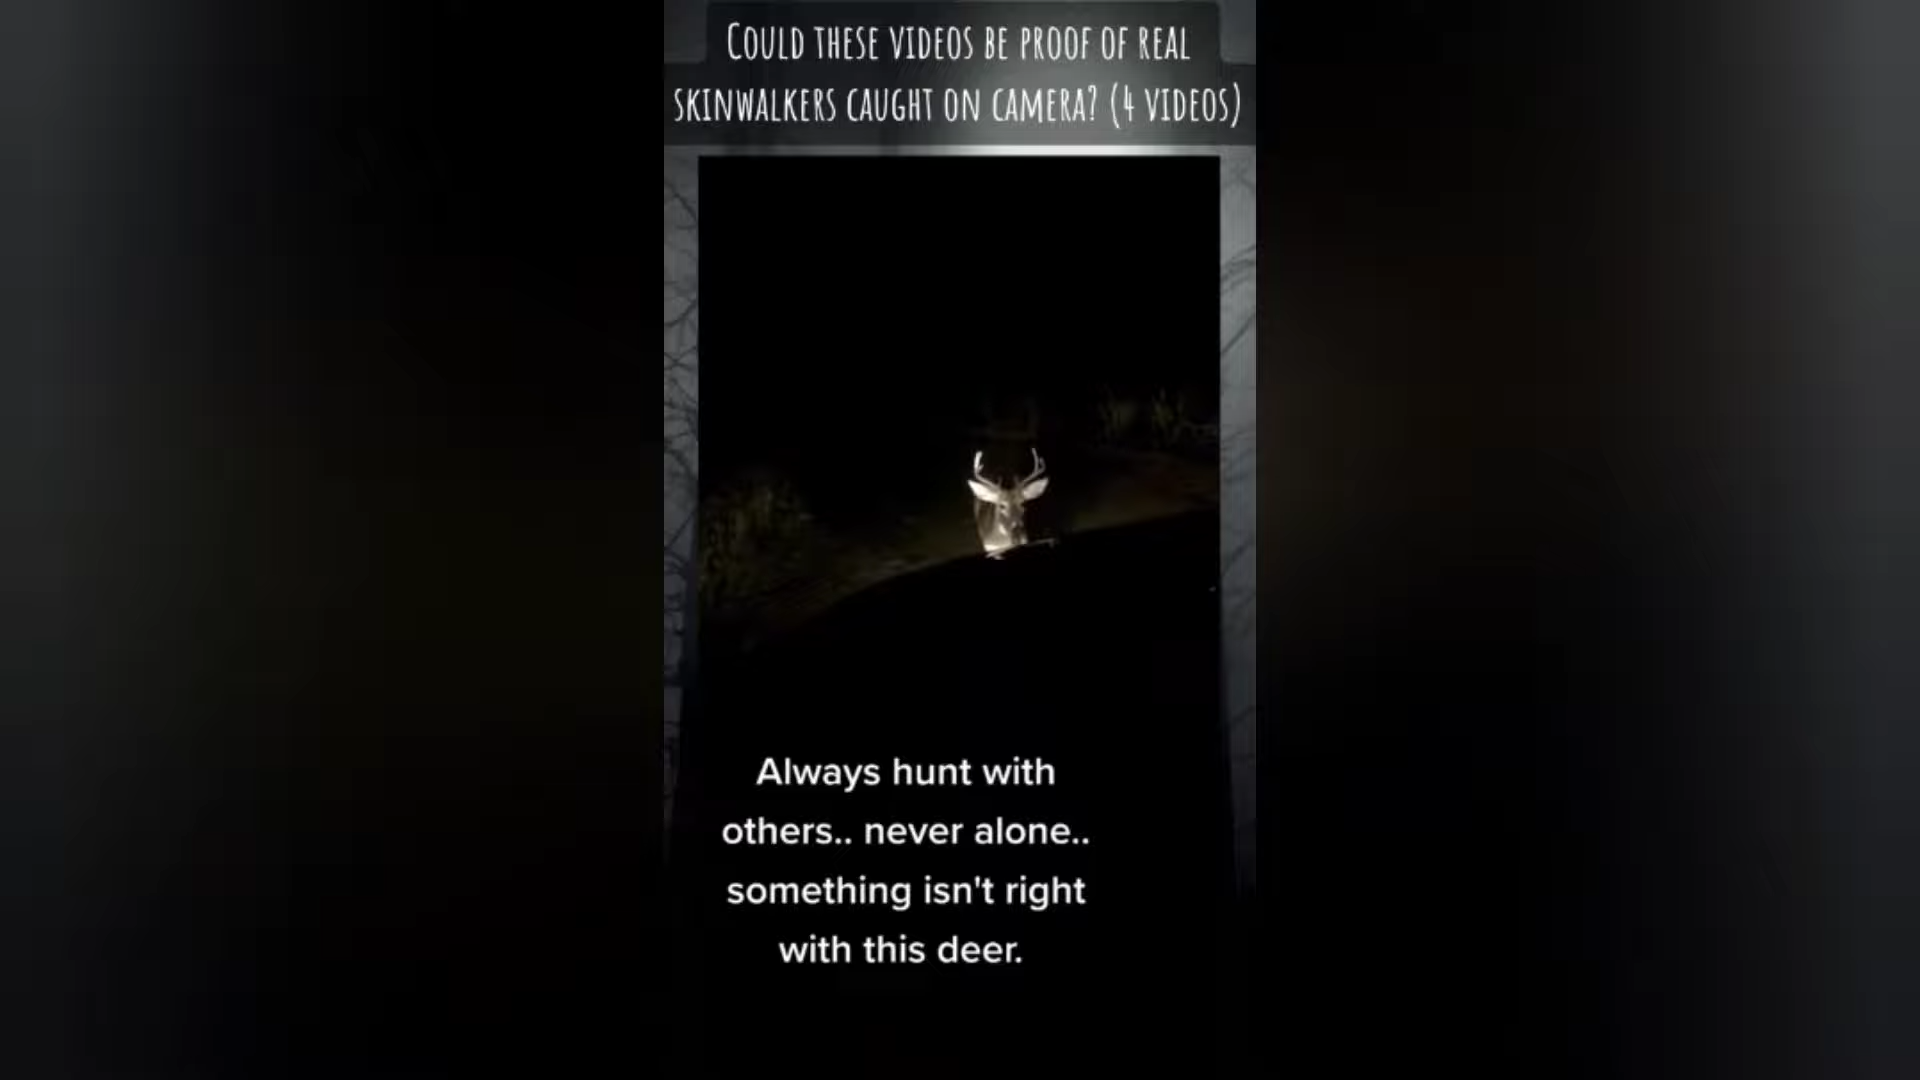 Could these videos be proof of real
skinwalkers caught on camera? (4 videos)
Always hunt with
others.. never alone..
something isn't right
with this deer.